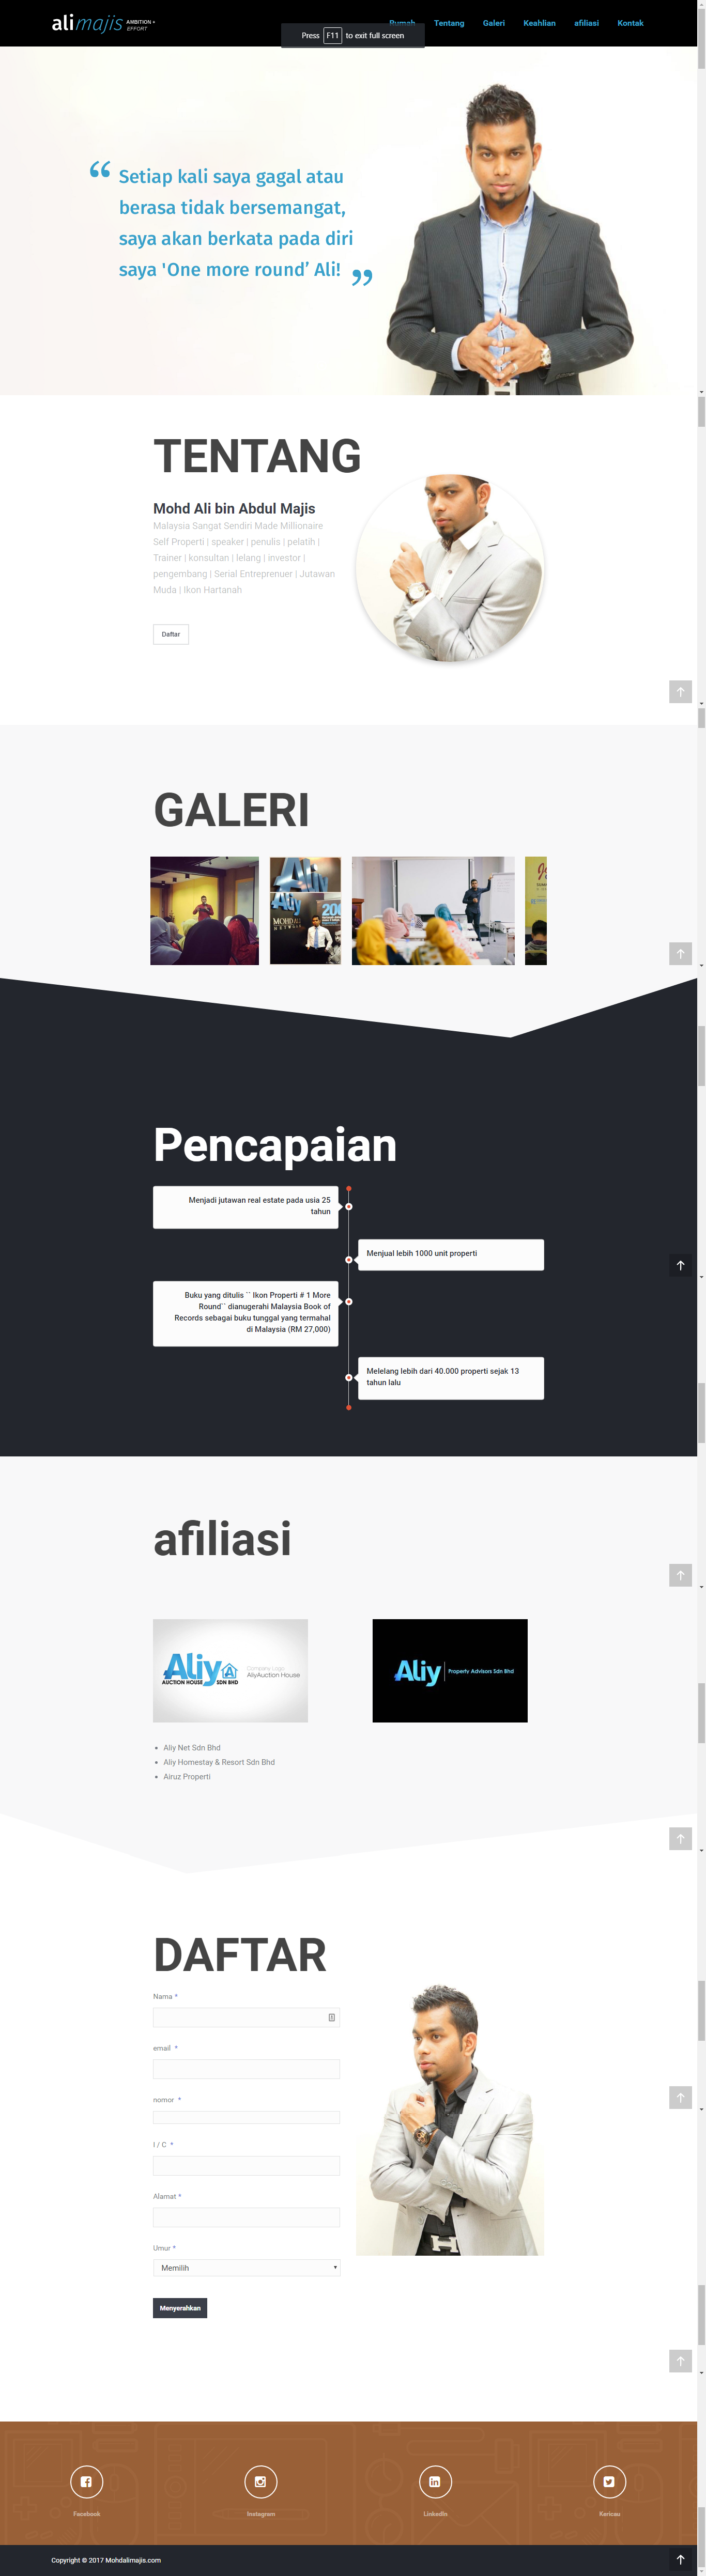 alimajis AMBITION +
EFFORT
Rumah Tentang Galeri Keahlian afiliasi Kontak
Press F11 to exit full screen
“ Setiap kali saya gagal atau
berasa tidak bersemangat,
saya akan berkata pada diri
saya 'One more round’ Ali! ”
TENTANG
Mohd Ali bin Abdul Majis
Malaysia Sangat Sendiri Made Millionaire
Self Properti | speaker | penulis | pelatih |
Trainer | konsultan | lelang | investor |
pengembang | Serial Entreprenuer | Jutawan
Muda | Ikon Hartanah
Daftar
GALERI
Aliy
Aliy
MOHD ALI
NETWORK
Pencapaian
Menjadi jutawan real estate pada usia 25
tahun
Menjual lebih 1000 unit properti
Buku yang ditulis `` Ikon Properti # 1 More
Round`` dianugerahi Malaysia Book of
Records sebagai buku tunggal yang termahal
di Malaysia (RM 27,000)
Melelang lebih dari 40.000 properti sejak 13
tahun lalu
afiliasi
Aliy A
AUCTION HOUSE SDN BHD
Company Logo
AliyAuction House
Aliy Property Advisors Sdn Bhd
• Aliy Net Sdn Bhd
• Aliy Homestay & Resort Sdn Bhd
• Airuz Properti
DAFTAR
Nama *
email *
nomor *
I / C *
Alamat *
Umur *
Memilih
Menyerahkan
Facebook Instagram LinkedIn Kericau
Copyright © 2017 Mohdalimajis.com